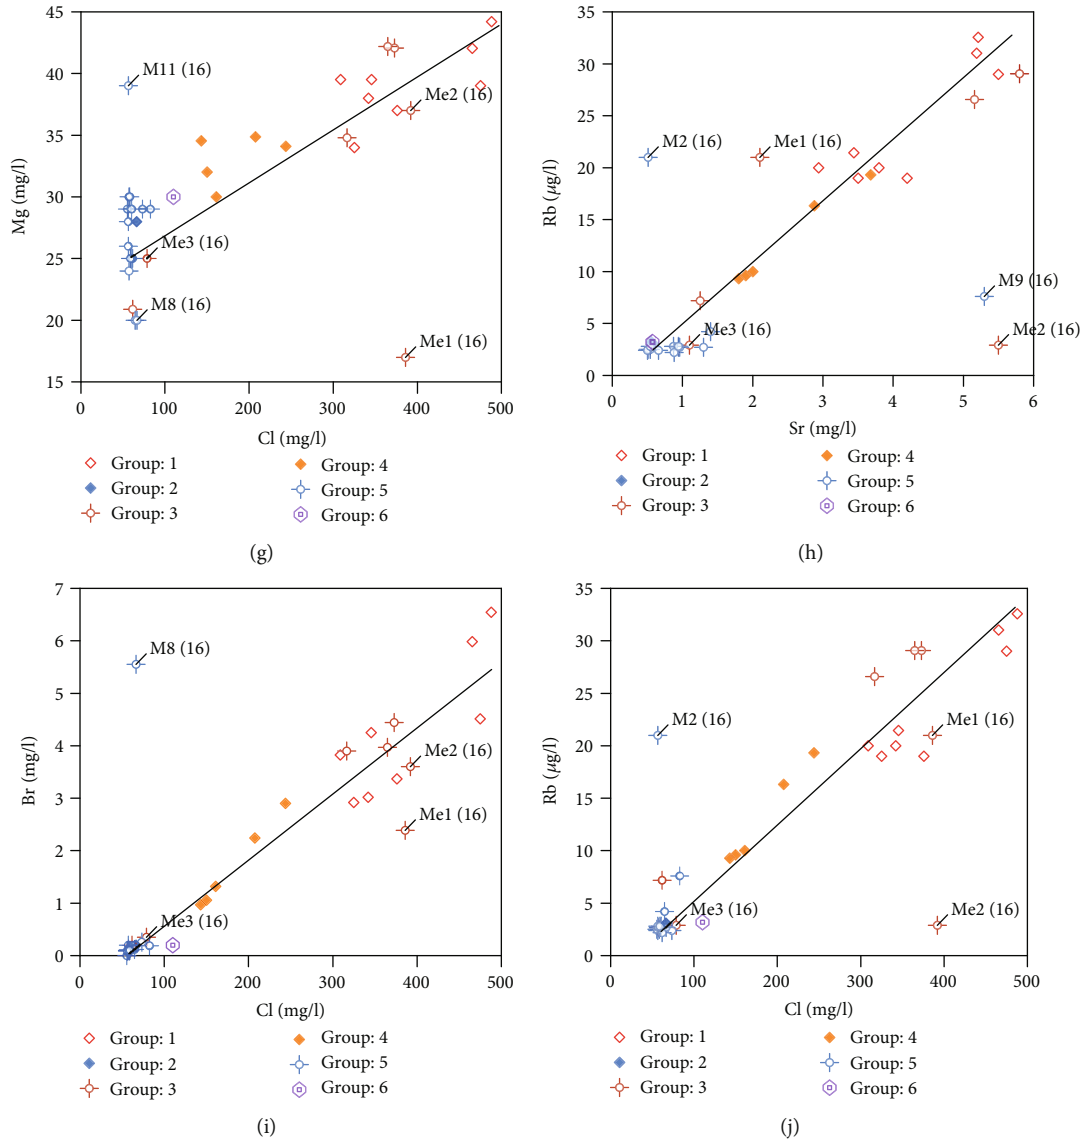 45
40
35
30
25
20
15
Mg (mg/l)
M11 (16)
Me2 (16)
Me3 (16)
M8 (16)
Me1 (16)
0 100 200 300 400 500
Cl (mg/l)
Group: 1
Group: 2
Group: 3
Group: 4
Group: 5
Group: 6
(g)
35
30
25
20
15
10
5
0
Rb (μg/l)
M2 (16)
Me1 (16)
M9 (16)
Me3 (16)
Me2 (16)
0 1 2 3 4 5 6
Sr (mg/l)
Group: 1
Group: 2
Group: 3
Group: 4
Group: 5
Group: 6
(h)
7
6
5
4
3
2
1
0
Br (mg/l)
M8 (16)
Me2 (16)
Me1 (16)
Me3 (16)
0 100 200 300 400 500
Cl (mg/l)
Group: 1
Group: 2
Group: 3
Group: 4
Group: 5
Group: 6
(i)
35
30
25
20
15
10
5
0
Rb (μg/l)
M2 (16)
Me1 (16)
Me3 (16)
Me2 (16)
0 100 200 300 400 500
Cl (mg/l)
Group: 1
Group: 2
Group: 3
Group: 4
Group: 5
Group: 6
(j)